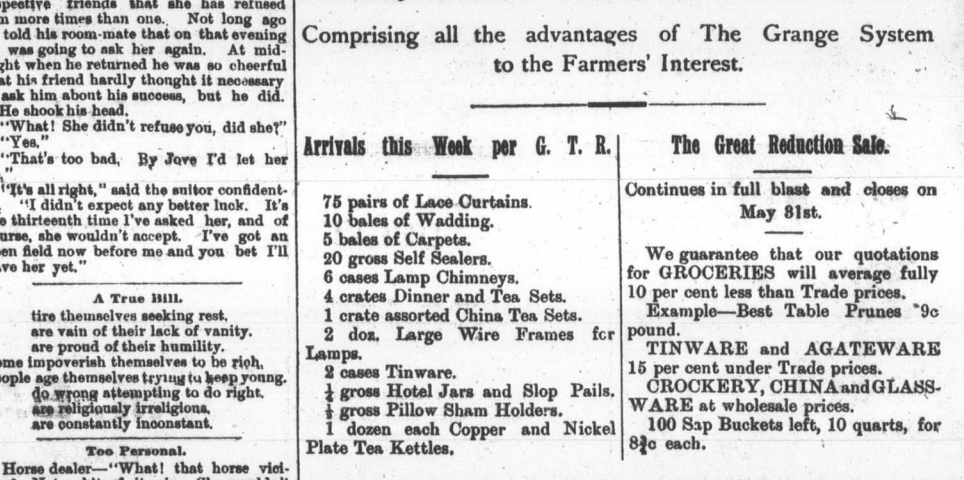 spective friends that she has refused
more times than one. Not long ago
told his room-mate that on that evening
was going to ask her again. At mid-
when he returned he was so cheerful
his friend hardly thought it necessary
ask him about his success, but he did.
He shook his head.
"What! She didn't refuse you, did she?"
"Yes."
"That's too bad, By Jove I'd let her
"
"It's all right," said the suitor confident-
"I didn't expect any better luck. It's
thirteenth time I've asked her, and of
she wouldn't accept. I've got an
field now before me and you bet I'll
her yet."
A True Bill.
tire themselves seeking rest,
are vain of their lack of vanity.
are proud of their humility.
impoverish themselves to be rich,
age themselves trying to keep young.
do wrong attempting to do right.
are religiously irreligious,
are constantly inconstant.
Too Personal.
Horse dealer—"What! that horse vici-
Comprising all the advantages of The Grange System
to the Farmers' Interest.
Arrivals this Week per G. T. R.
75 pairs of Lace Curtains.
10 bales of Wadding.
5 bales of Carpets.
20 gross Self Sealers.
6 cases Lamp Chimneys.
4 crates Dinner and Tea Sets.
1 crate assorted China Tea Sets.
2 doz. Large Wire Frames for
Lamps.
2 cases Tinware.
gross Hotel Jars and Slop Pails.
gross Pillow Sham Holders.
1 dozen each Copper and Nickel
Plate Tea Kettles.
The Great Reduction Sale.
Continues in full blast and closes on
May 31st.
We guarantee that our quotations
for GROCERIES will average fully
10 per cent less than Trade prices.
Example—Best Table Prunes 9c
pound.
TINWARE and AGATEWARE
15 per cent under Trade prices.
CROCKERY, CHINA and GLASS-
WARE at wholesale prices.
100 Sap Buckets left, 10 quarts, for
8¾c each.